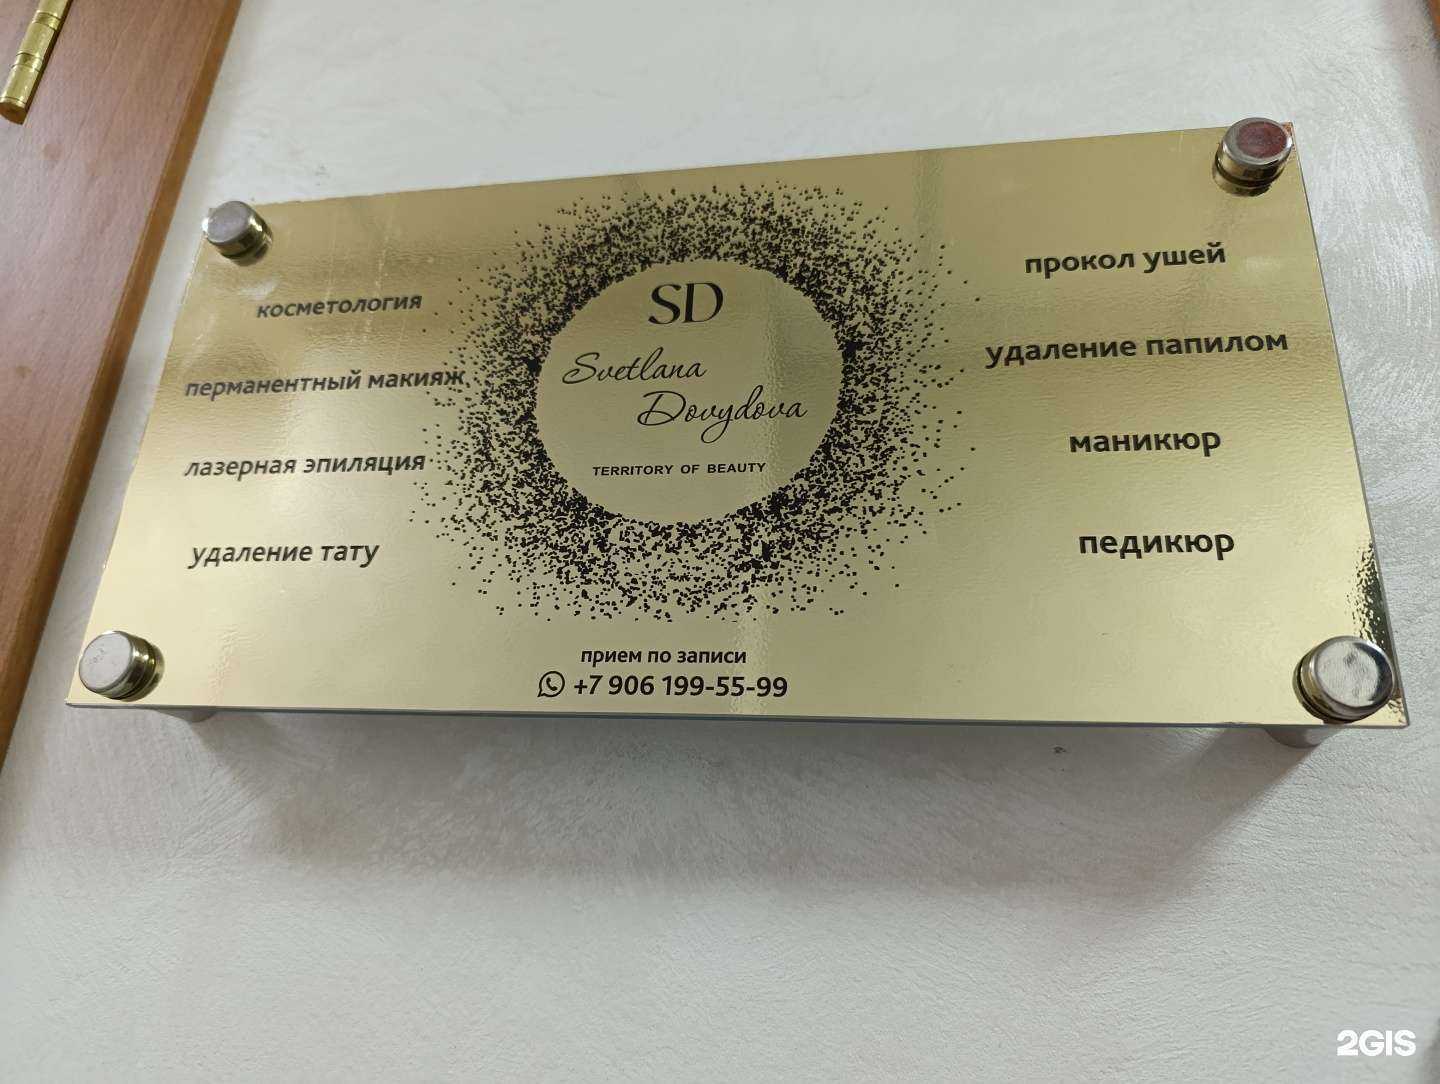 косметология
перманентный макияж
лазерная эпиляция
удаление тату
SD
Svetlana
Dovydova
TERRITORY OF BEAUTY
прокол ушей
удаление папилом
маникюр
педикюр
прием по записи
+7 906 199-55-99
2GIS